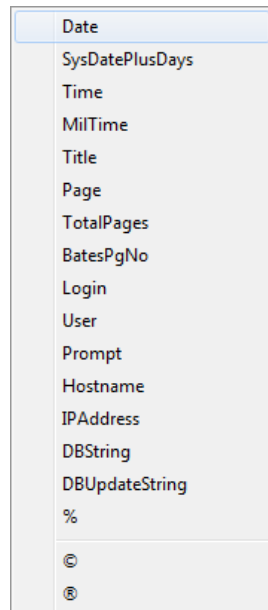 Date
SysDatePlusDays
Time
MilTime
Title
Page
TotalPages
BatesPgNo
Login
User
Prompt
Hostname
IPAddress
DBString
DBUpdateString
%
©
®